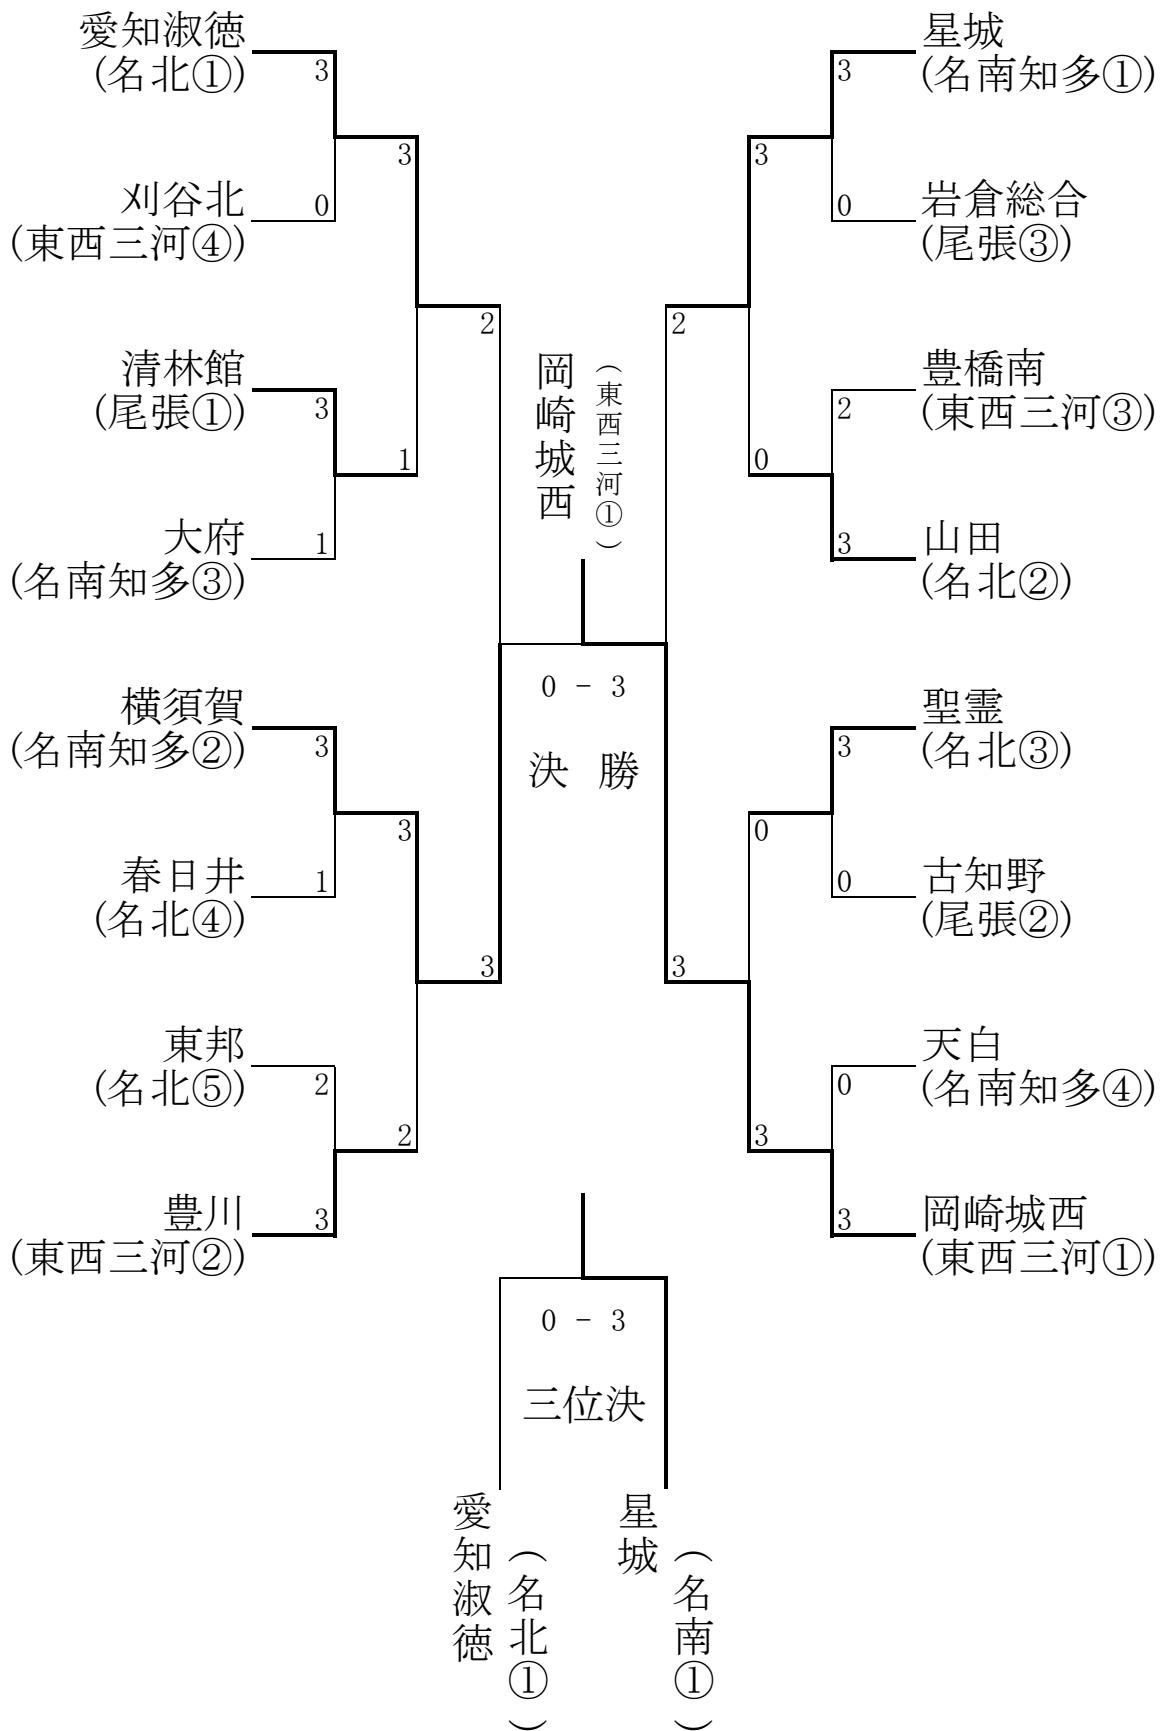 愛知淑徳
(名北①)
3
3
刈谷北
(東西三河④)
0
2
清林館
(尾張①)
3
1
大府
(名南知多③)
1
横須賀
(名南知多②)
3
3
春日井
(名北④)
1
3
東邦
(名北⑤)
2
2
豊川
(東西三河②)
3
岡崎城西
(東西三河①)
0 - 3
決 勝
星城
(名南知多①)
3
3
岩倉総合
(尾張③)
0
2
豊橋南
(東西三河③)
2
0
山田
(名北②)
3
聖霊
(名北③)
3
0
古知野
(尾張②)
0
3
天白
(名南知多④)
0
3
岡崎城西
(東西三河①)
3
0 - 3
三位決
愛知淑徳
(名北①)
星城
(名南①)